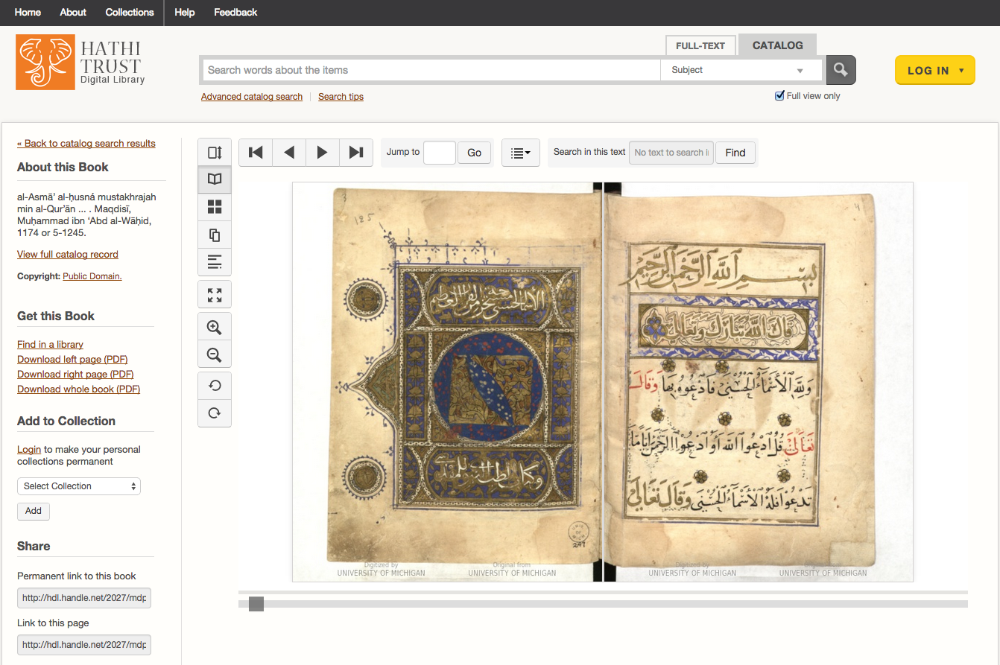 Home About Collections Help Feedback
HATHI
TRUST
Digital Library
FULL-TEXT CATALOG
Search words about the items Subject
LOG IN
Advanced catalog search Search tips
Full view only
« Back to catalog search results
About this Book
al-Asmā’ al-ḥusná mustakhrajah
min al-Qur’ān ... . Maqdisī,
Muḥammad ibn ‘Abd al-Wāḥid,
1174 or 5-1245.
View full catalog record
Copyright: Public Domain.
Get this Book
Find in a library
Download left page (PDF)
Download right page (PDF)
Download whole book (PDF)
Add to Collection
Login to make your personal
collections permanent
Select Collection
Add
Share
Permanent link to this book
http://hdl.handle.net/2027/mdp
Link to this page
http://hdl.handle.net/2027/mdp
Jump to Go
Search in this text No text to search i Find
بسم الله الرحمن الرحيم
قال الله تبارك وتعالى
ولله الأسماء الحسنى فادعوه بها وقال
تعالى قل ادعوا الله أو ادعوا الرحمن أيا ما
تدعوا فله الأسماء الحسنى وقال تعالى
3
125
4
247
Digitized by
UNIVERSITY OF MICHIGAN
Original from
UNIVERSITY OF MICHIGAN
Digitized by
UNIVERSITY OF MICHIGAN
Original from
UNIVERSITY OF MICHIGAN